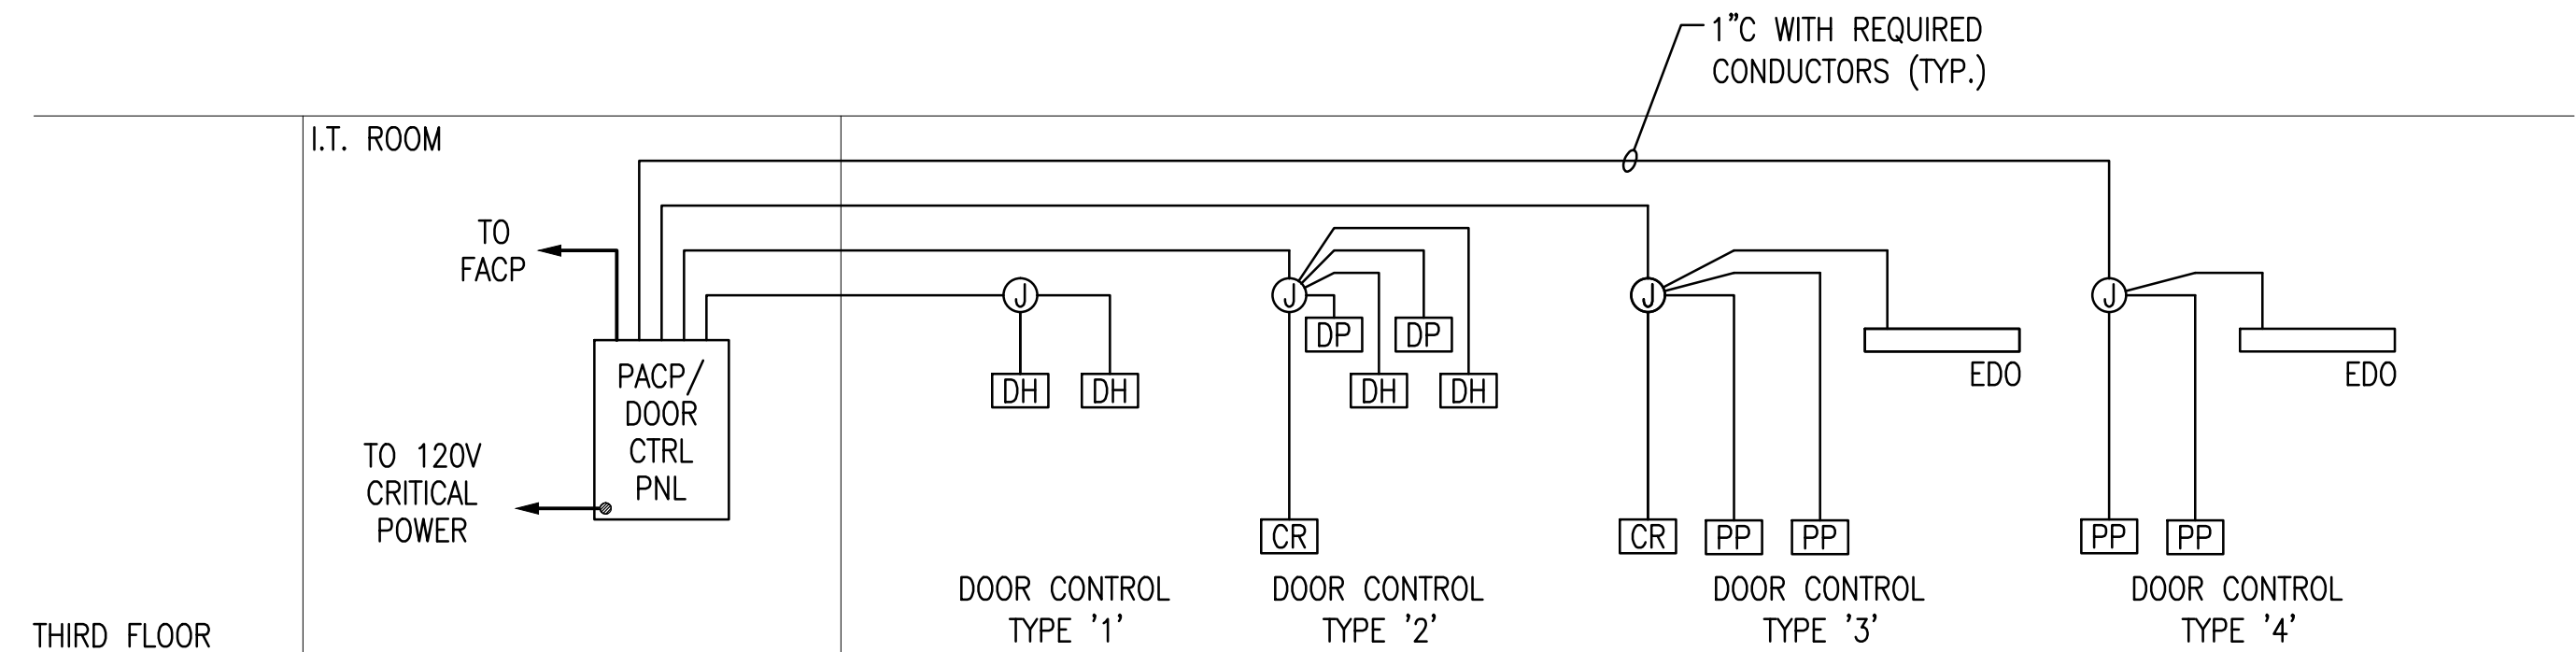 1"C WITH REQUIRED
CONDUCTORS (TYP.)
I.T. ROOM
TO
FACP
TO 120V
CRITICAL
POWER
PACP/
DOOR
CTRL
PNL
J
DH
DH
DOOR CONTROL
TYPE '1'
J
DP
DP
DH
DH
CR
DOOR CONTROL
TYPE '2'
J
EDO
CR
PP
PP
DOOR CONTROL
TYPE '3'
J
EDO
PP
PP
DOOR CONTROL
TYPE '4'
THIRD FLOOR